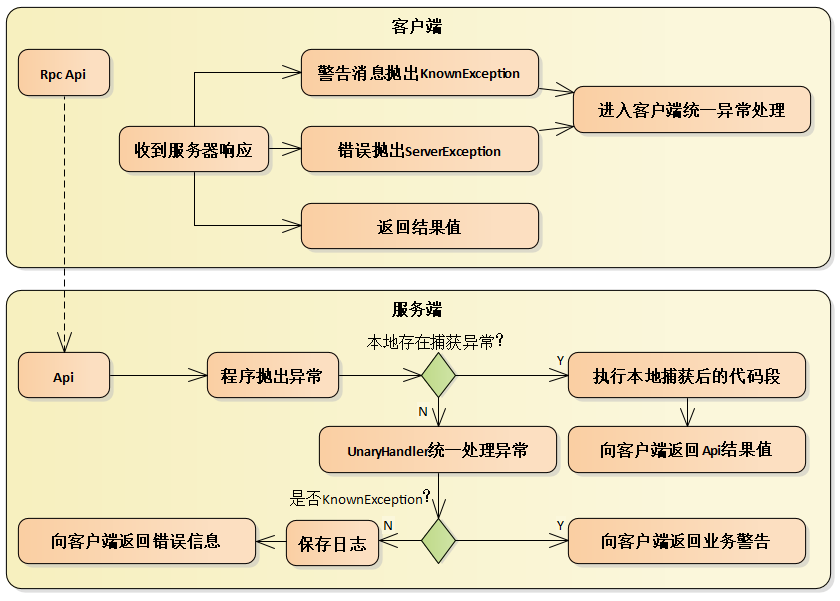 客户端
Rpc Api
警告消息抛出KnownException
进入客户端统一异常处理
收到服务器响应
错误抛出ServerException
返回结果值
服务端
本地存在捕获异常?
Y
Api
程序抛出异常
执行本地捕获后的代码段
N
UnaryHandler统一处理异常
向客户端返回Api结果值
是否KnownException?
N
Y
向客户端返回错误信息
保存日志
向客户端返回业务警告